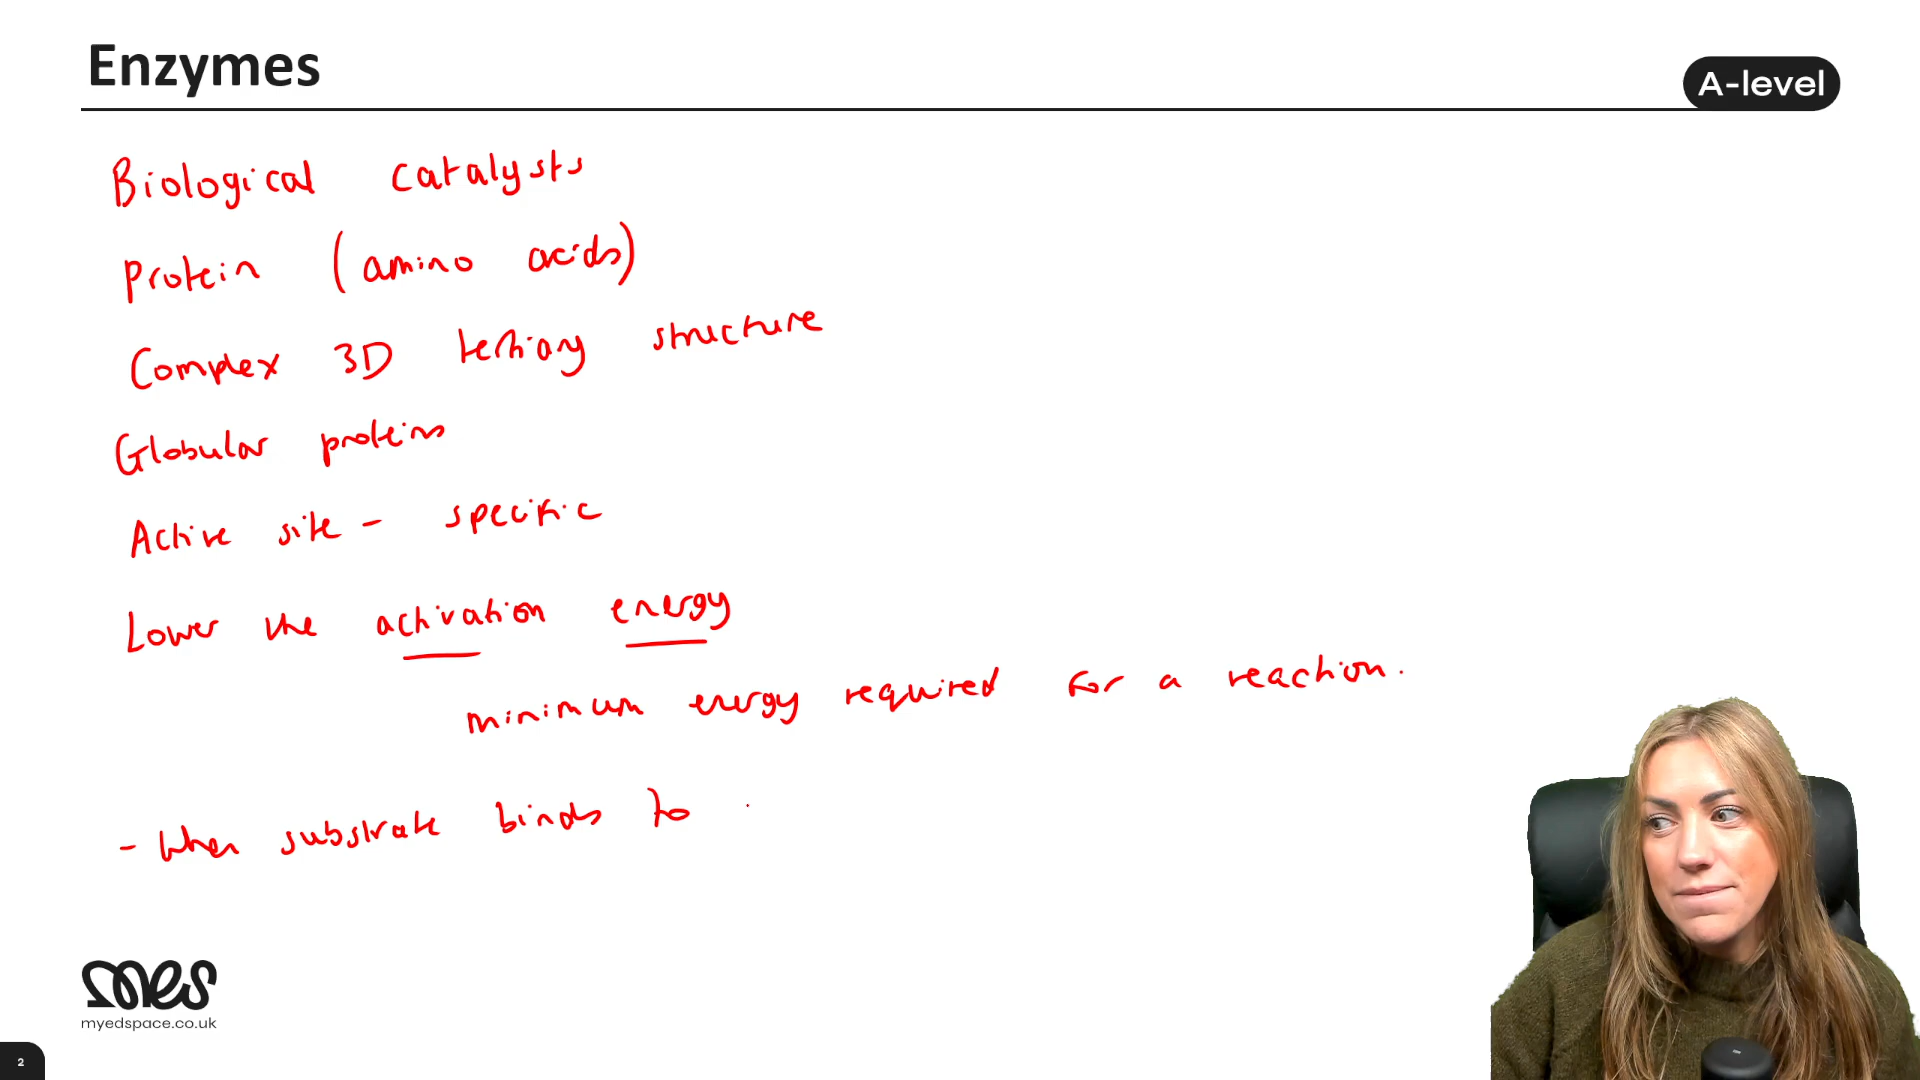 Enzymes
A-level
Biological catalysts
Protein (amino acids)
Complex 3D tertiary structure
Globular proteins
Active site - specific
Lower the activation energy
minimum energy required for a reaction.
- When substrate binds to
mes
myedspace.co.uk
2